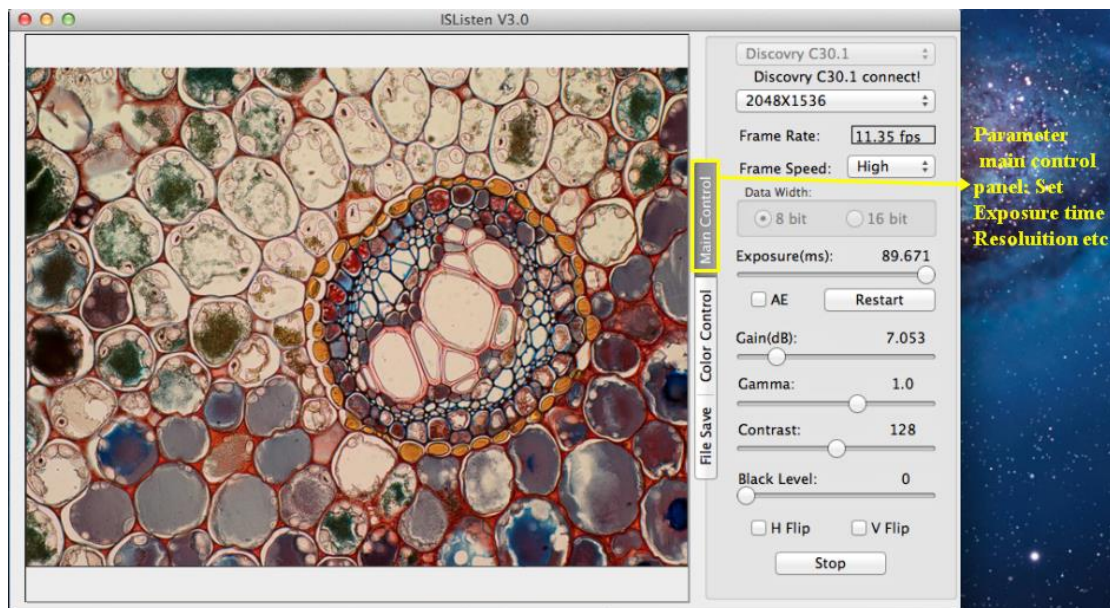 ISListen V3.0
Discovry C30.1
Discovry C30.1 connect!
2048X1536
Frame Rate: 11.35 fps
Frame Speed: High
Data Width:
8 bit 16 bit
Exposure(ms): 89.671
AE Restart
Gain(dB): 7.053
Gamma: 1.0
Contrast: 128
Black Level: 0
H Flip V Flip
Stop
Main Control
Color Control
File Save
Parameter
main control
panel: Set
Exposure time
Resoluition etc